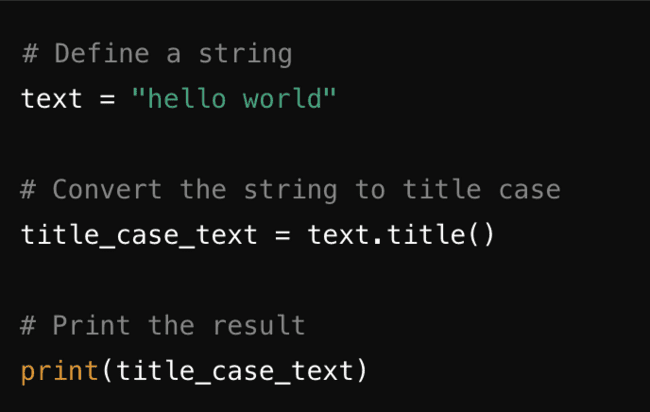 # Define a string
text = "hello world"
# Convert the string to title case
title_case_text = text.title()
# Print the result
print(title_case_text)